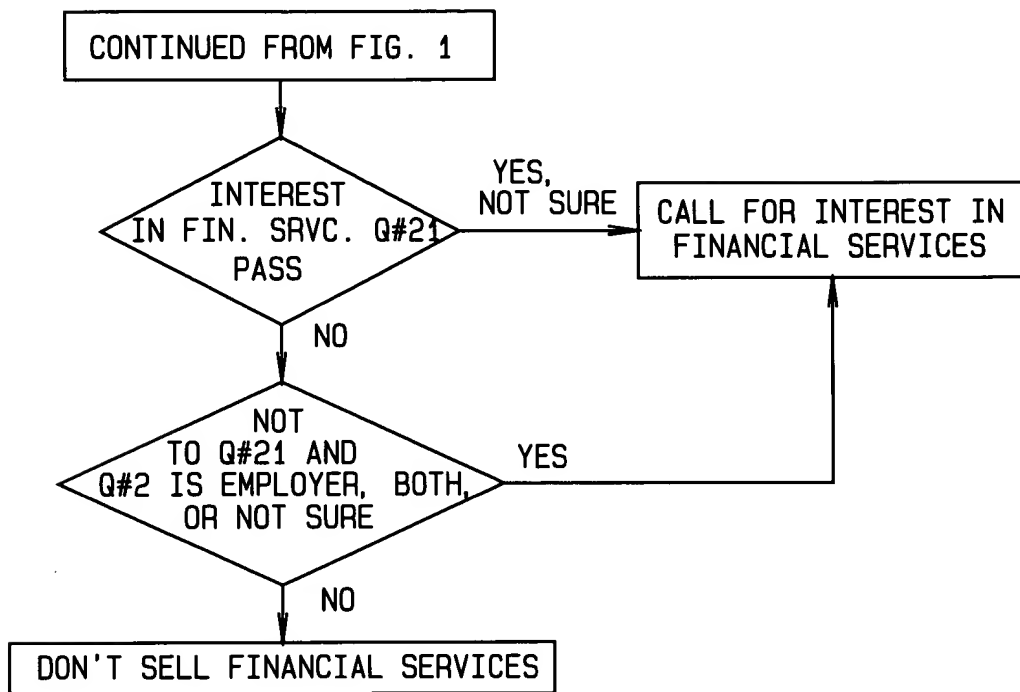 CONTINUED FROM FIG. 1
INTEREST
IN FIN. SRVC. Q#21
PASS
YES,
NOT SURE
CALL FOR INTEREST IN
FINANCIAL SERVICES
NO
NOT
TO Q#21 AND
Q#2 IS EMPLOYER, BOTH,
OR NOT SURE
YES
NO
DON'T SELL FINANCIAL SERVICES